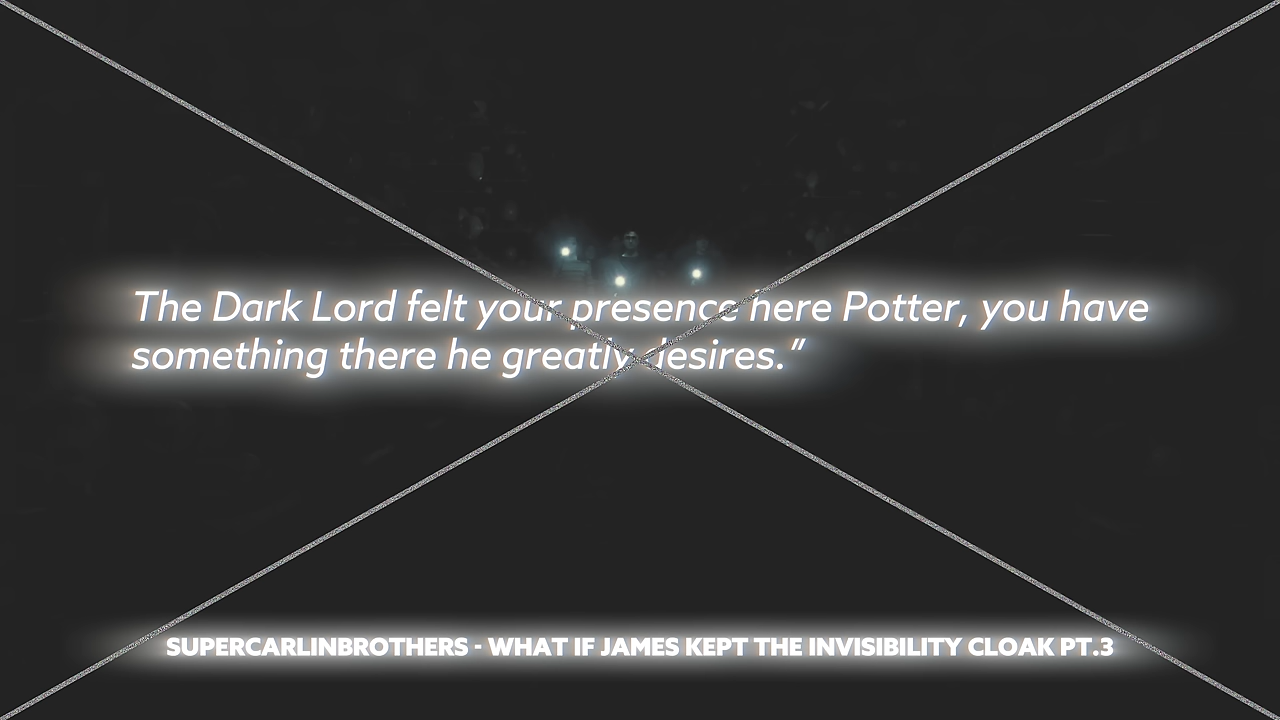 The Dark Lord felt your presence here Potter, you have
something there he greatly desires.”
SUPERCARLINBROTHERS - WHAT IF JAMES KEPT THE INVISIBILITY CLOAK PT.3